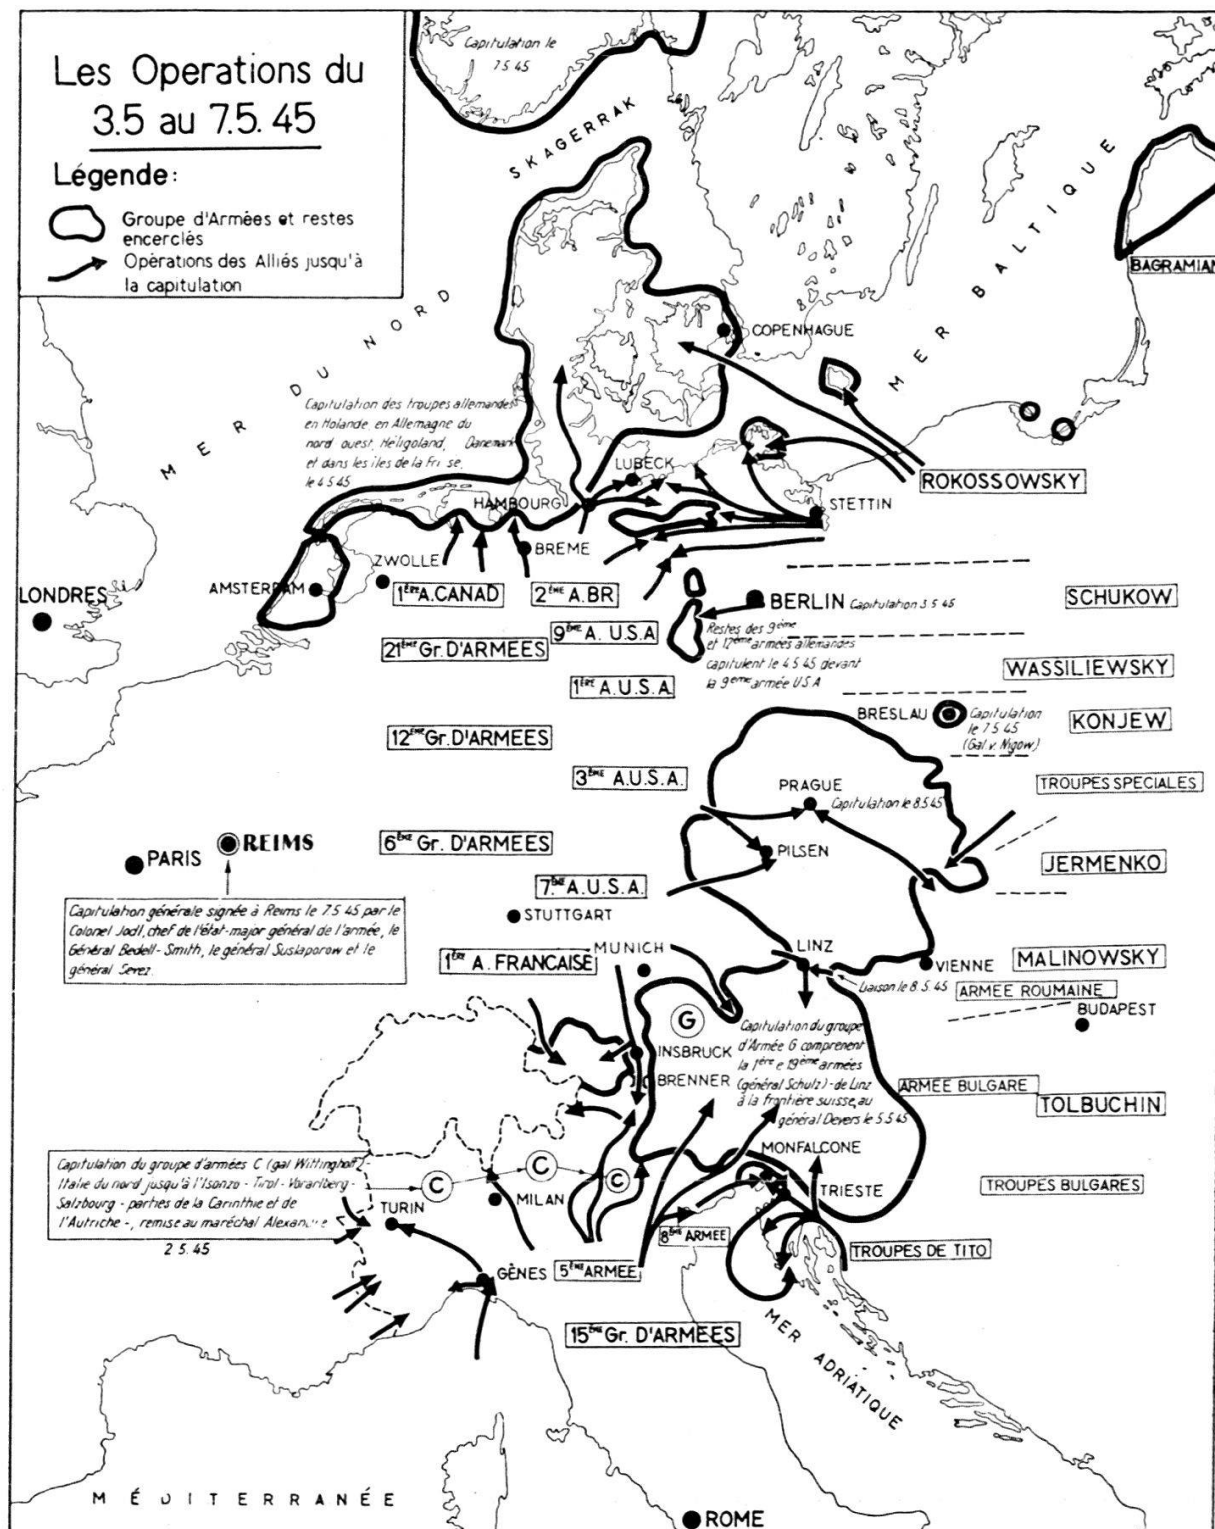 Les Operations du
3.5 au 7.5.45
Légende:
Groupe d'Armées et restes
encerclés
Opérations des Alliés jusqu'à
la capitulation
Capitulation le
7.5.45
SKAGERRAK
MER DU NORD
MER BALTIQUE
BAGRAMIAN
COPENHAGUE
Capitulation des troupes allemandes
en Holande, en Allemagne du
nord ouest, Héligoland, Danemark
et dans les îles de la Fri se,
le 4 5 45
LUBECK
ROKOSSOWSKY
HAMBOURG
STETTIN
BREME
ZWOLLE
AMSTERDAM
LONDRES
1ÈRE A. CANAD
2ÈME A. BR
BERLIN Capitulation 3.5.45
SCHUKOW
9ÈME A. U.S.A
21ÈME Gr. D'ARMEES
Restes des 9ème
et 12ème armées allemandes
capitulent le 4.5.45 devant
la 9ème armée U.S.A
WASSILIEWSKY
1ÈRE A.U.S.A
BRESLAU
Capitulation
le 7.5.45
(Gal. v. Nigow)
KONJEW
12ÈME Gr. D'ARMEES
3ÈME A.U.S.A.
PRAGUE
Capitulation le 8.5.45
TROUPES SPECIALES
REIMS
PARIS
6ÈME Gr. D'ARMEES
PILSEN
JERMENKO
7ÈME A.U.S.A.
STUTTGART
Capitulation générale signée à Reims le 7.5.45 par le
Colonel Jodl, chef de l'état-major général de l'armée, le
Général Bedell-Smith, le général Suslaporow et le
général Sevez.
MUNICH
LINZ
1ÈRE A. FRANCAISE
VIENNE
MALINOWSKY
Liaison le 8.5.45
ARMEE ROUMAINE
BUDAPEST
G
Capitulation du groupe
d'Armée G comprenent
la 1ère e 19ème armées
(général Schulz)-de Linz
à la frontière suisse, au
général Devers le 5.5.45
INSBRUCK
BRENNER
ARMEE BULGARE
TOLBUCHIN
MONFALCONE
Capitulation du groupe d'armées C (gal Wittinghoff)-
Italie du nord jusqu'à l'Isonzo - Tirol - Vorarlberg -
Salzbourg - parties de la Carinthie et de
l'Autriche -, remise au maréchal
2.5.45
C
C
C
TURIN
MILAN
TRIESTE
TROUPES BULGARES
8ÈME ARMEE
TROUPES DE TITO
GÊNES
5ÈME ARMEE
15ÈME Gr. D'ARMEES
MER ADRIATIQUE
MÉDITERRANÉE
ROME